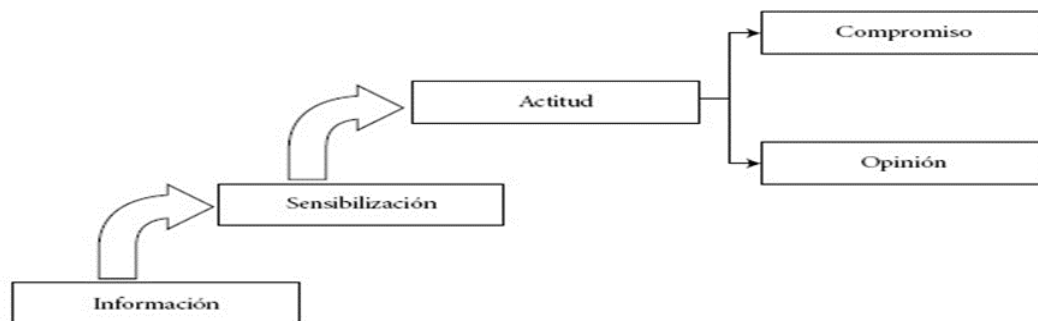 Compromiso
Actitud
Opinión
Sensibilización
Información